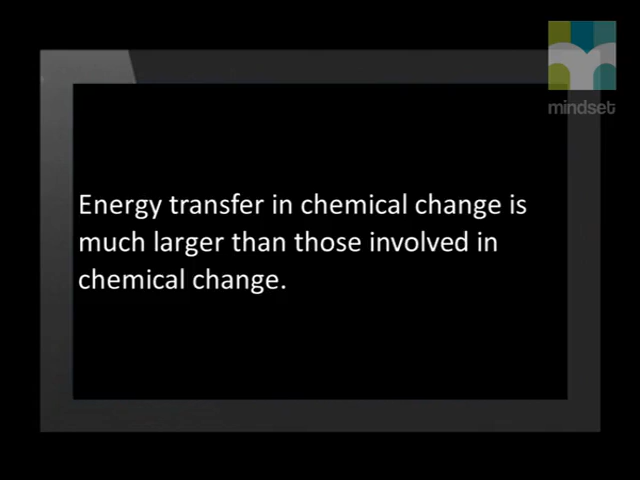 mindset
Energy transfer in chemical change is
much larger than those involved in
chemical change.